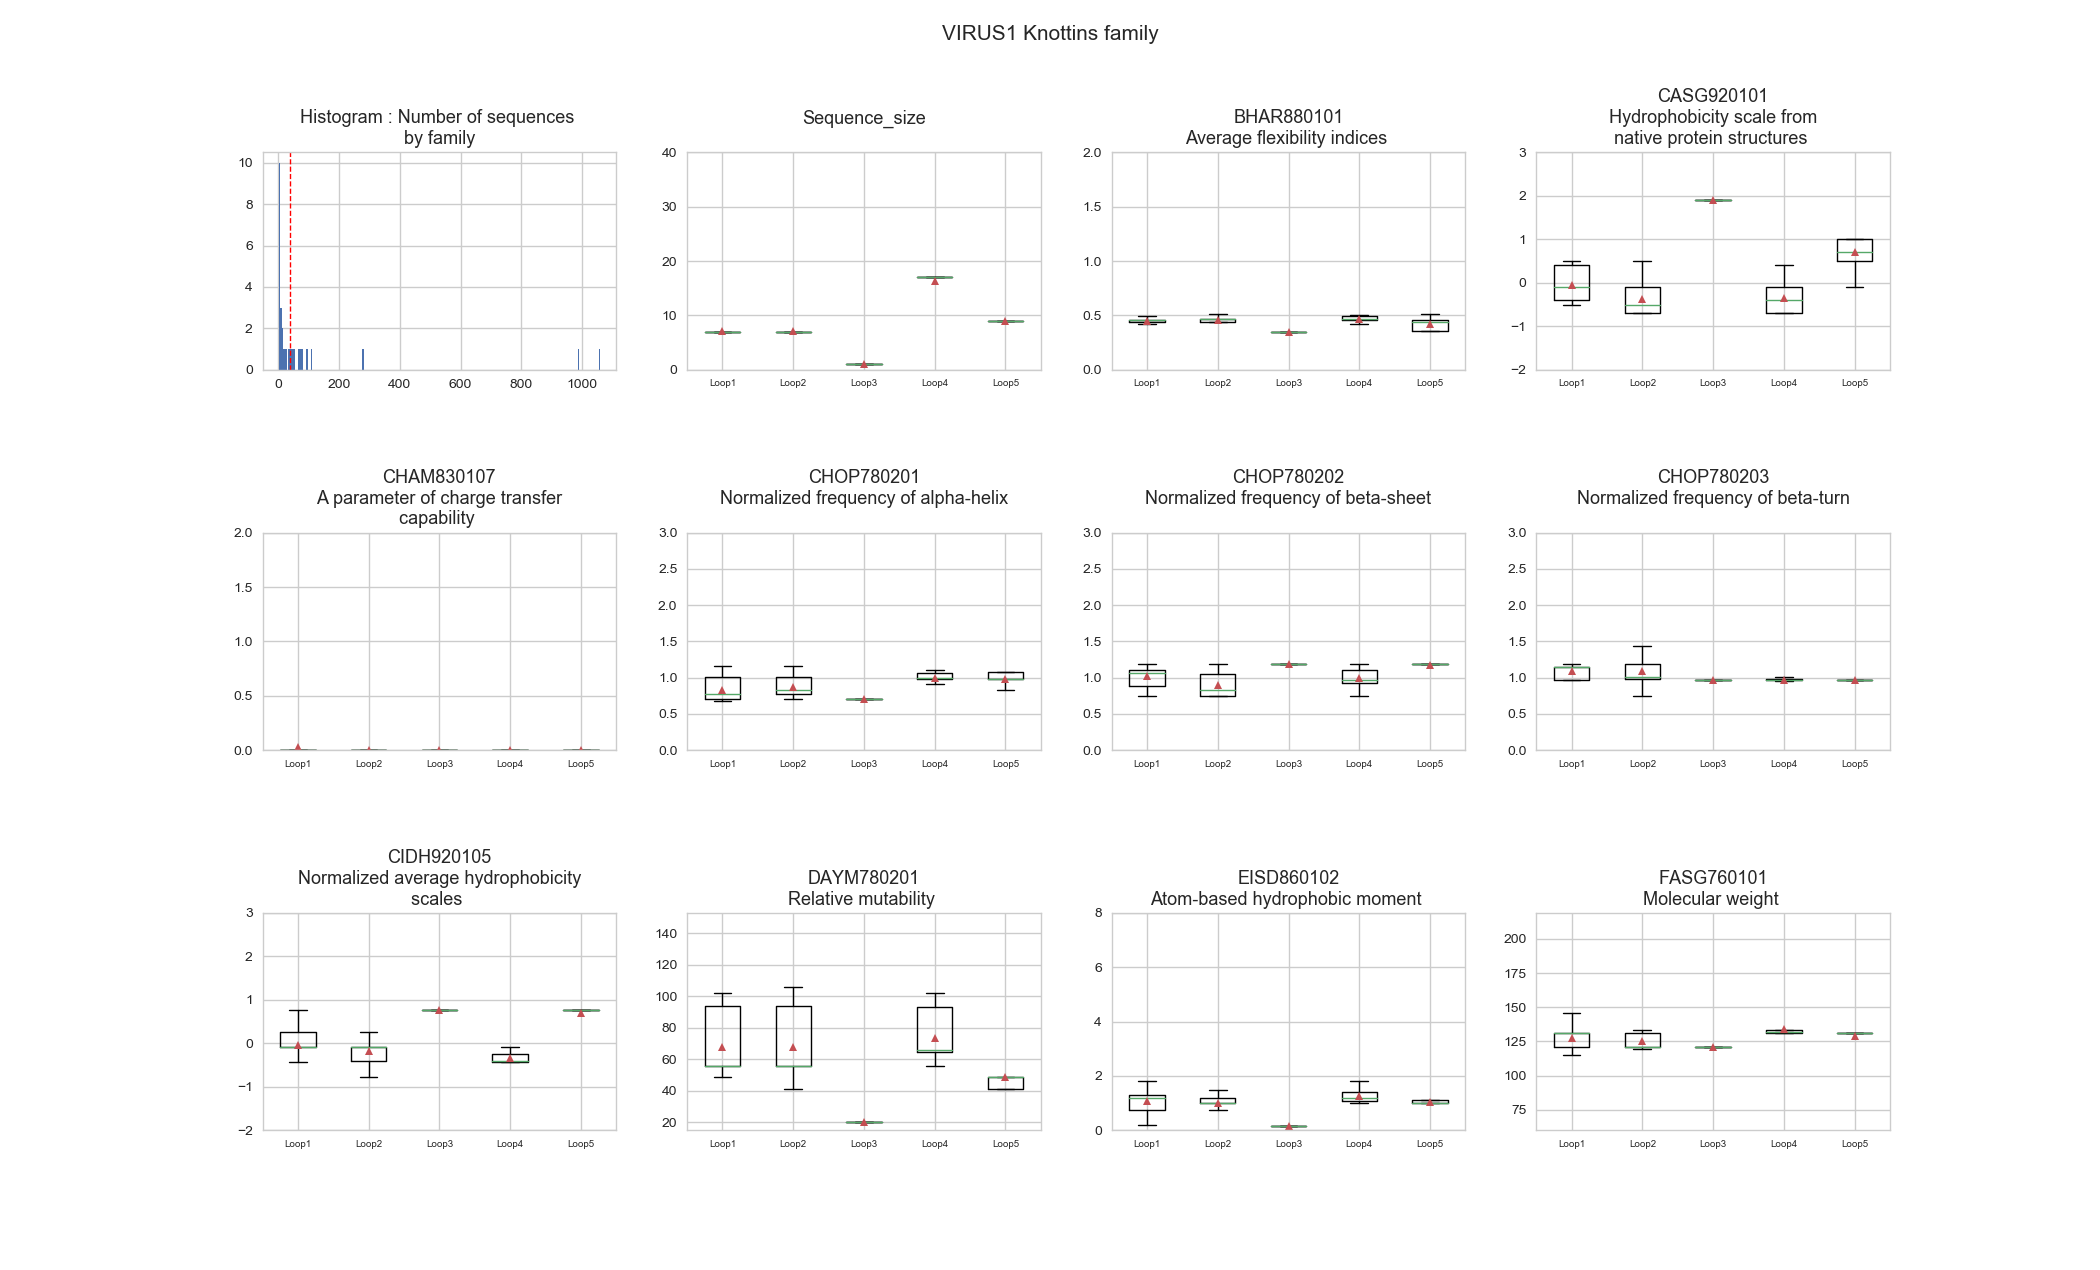 VIRUS1 Knottins family
Histogram : Number of sequences
by family
10
8
6
4
2
0
0 200 400 600 800 1000
Sequence_size
40
30
20
10
0
Loop1 Loop2 Loop3 Loop4 Loop5
BHAR880101
Average flexibility indices
2.0
1.5
1.0
0.5
0.0
Loop1 Loop2 Loop3 Loop4 Loop5
CASG920101
Hydrophobicity scale from
native protein structures
3
2
1
0
−1
−2
Loop1 Loop2 Loop3 Loop4 Loop5
CHAM830107
A parameter of charge transfer
capability
2.0
1.5
1.0
0.5
0.0
Loop1 Loop2 Loop3 Loop4 Loop5
CHOP780201
Normalized frequency of alpha-helix
3.0
2.5
2.0
1.5
1.0
0.5
0.0
Loop1 Loop2 Loop3 Loop4 Loop5
CHOP780202
Normalized frequency of beta-sheet
3.0
2.5
2.0
1.5
1.0
0.5
0.0
Loop1 Loop2 Loop3 Loop4 Loop5
CHOP780203
Normalized frequency of beta-turn
3.0
2.5
2.0
1.5
1.0
0.5
0.0
Loop1 Loop2 Loop3 Loop4 Loop5
CIDH920105
Normalized average hydrophobicity
scales
3
2
1
0
−1
−2
Loop1 Loop2 Loop3 Loop4 Loop5
DAYM780201
Relative mutability
140
120
100
80
60
40
20
Loop1 Loop2 Loop3 Loop4 Loop5
EISD860102
Atom-based hydrophobic moment
8
6
4
2
0
Loop1 Loop2 Loop3 Loop4 Loop5
FASG760101
Molecular weight
200
175
150
125
100
75
Loop1 Loop2 Loop3 Loop4 Loop5